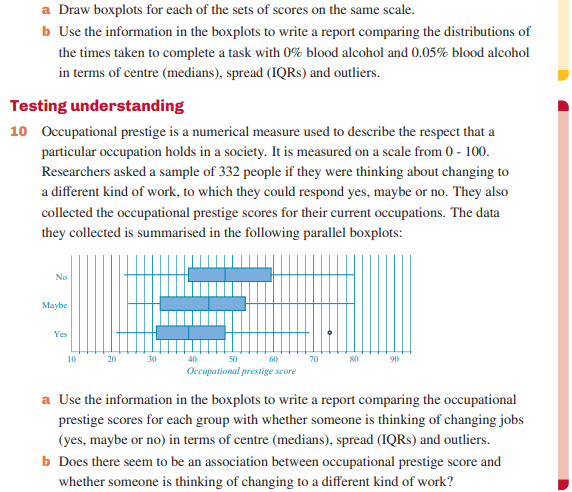 a Draw boxplots for each of the sets of scores on the same scale.
b Use the information in the boxplots to write a report comparing the distributions of
the times taken to complete a task with 0% blood alcohol and 0.05% blood alcohol
in terms of centre (medians), spread (IQRs) and outliers.
Testing understanding
10 Occupational prestige is a numerical measure used to describe the respect that a
particular occupation holds in a society. It is measured on a scale from 0 - 100.
Researchers asked a sample of 332 people if they were thinking about changing to
a different kind of work, to which they could respond yes, maybe or no. They also
collected the occupational prestige scores for their current occupations. The data
they collected is summarised in the following parallel boxplots:
No
Maybe
Yes
10 20 30 40 50 60 70 80 90
Occupational prestige score
a Use the information in the boxplots to write a report comparing the occupational
prestige scores for each group with whether someone is thinking of changing jobs
(yes, maybe or no) in terms of centre (medians), spread (IQRs) and outliers.
b Does there seem to be an association between occupational prestige score and
whether someone is thinking of changing to a different kind of work?